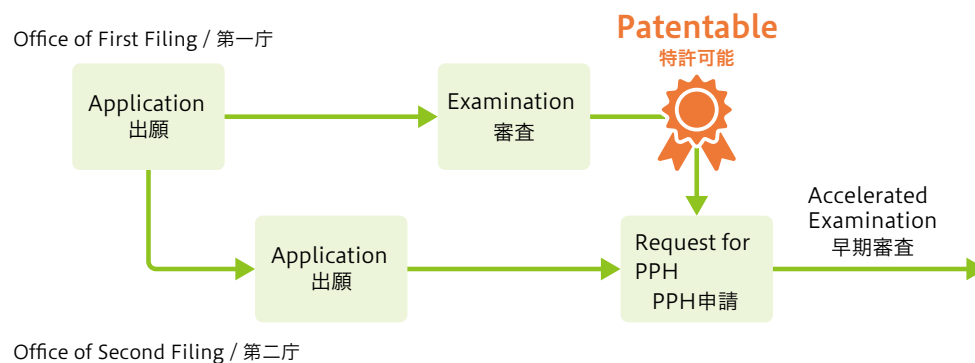 Office of First Filing / 第一庁
Patentable
特許可能
Application
出願
Examination
審査
Application
出願
Request for
PPH
PPH申請
Accelerated
Examination
早期審査
Office of Second Filing / 第二庁